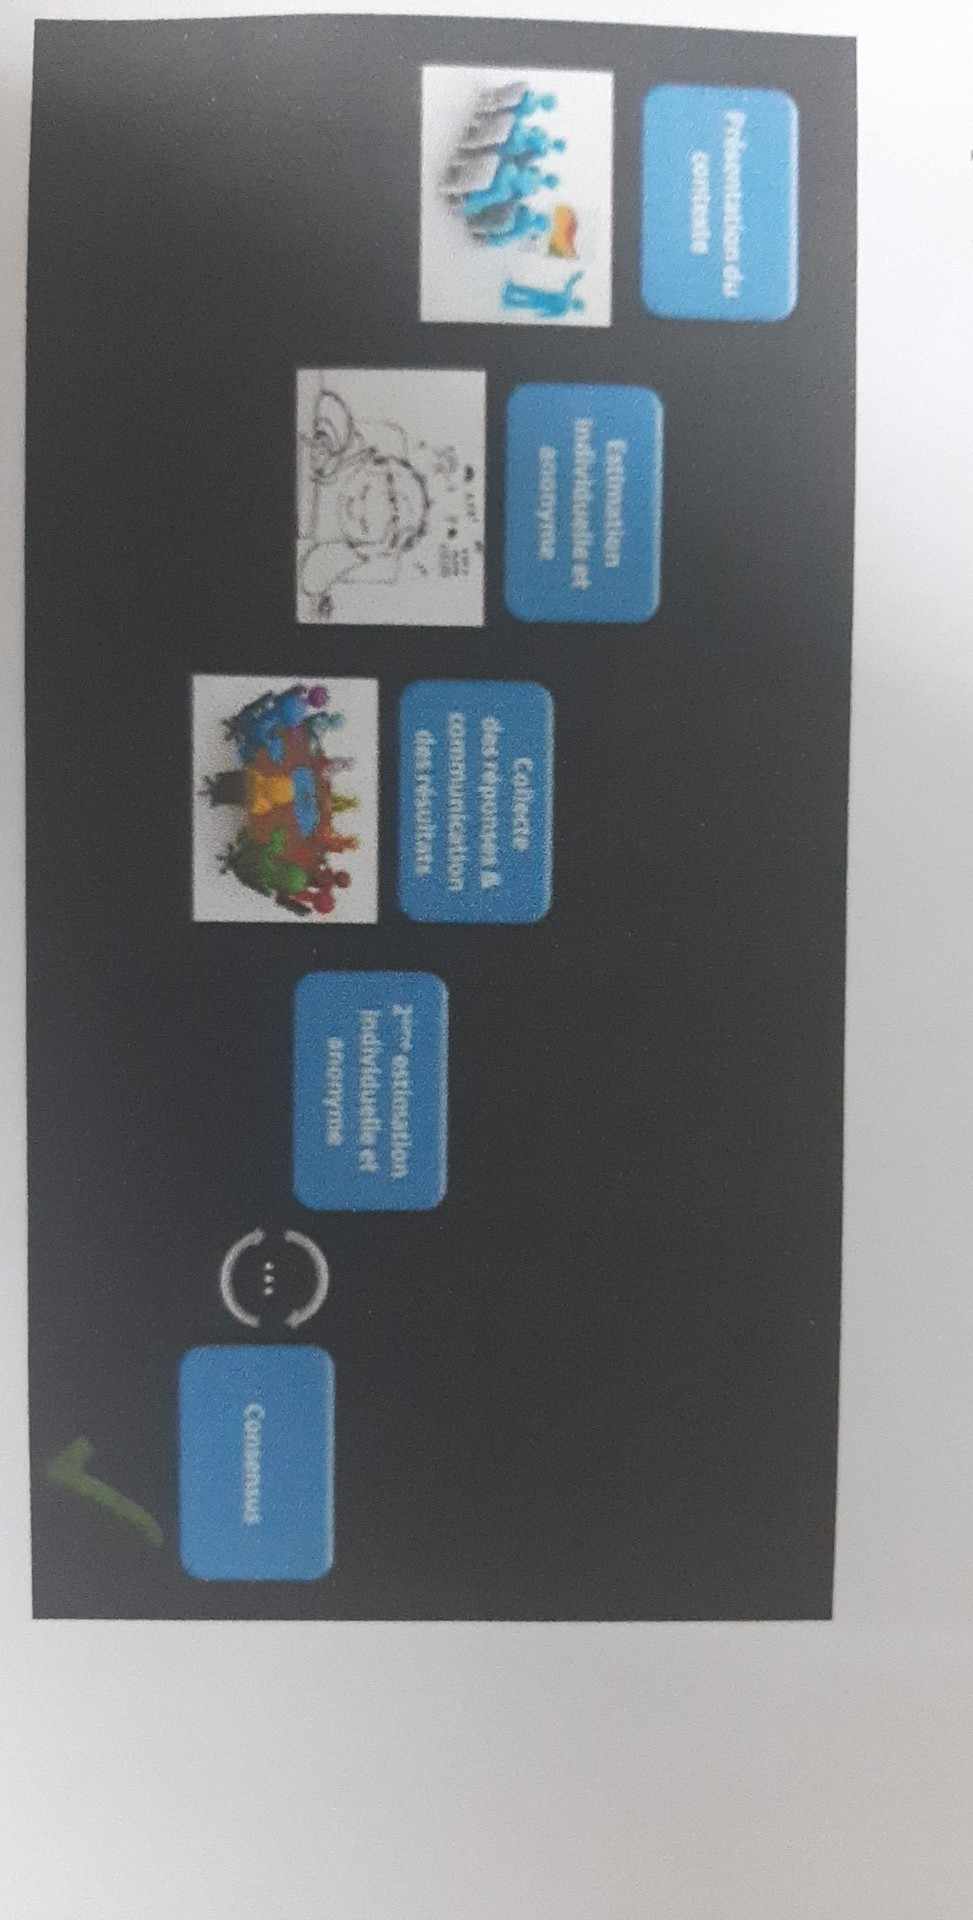 Présentation du
contexte
Estimation
individuelle et
anonyme
Collecte
des réponses &
communication
des résultats
2ème estimation
individuelle et
anonyme
...
Consensus